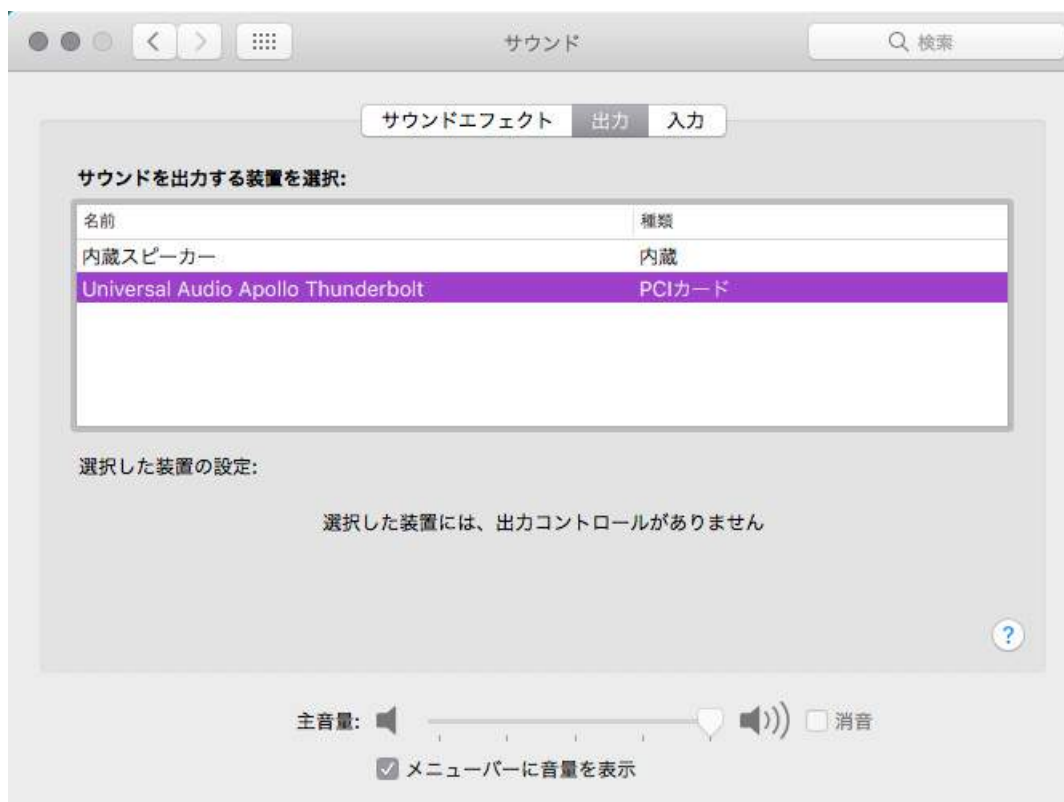 サウンド
検索
サウンドエフェクト 出力 入力
サウンドを出力する装置を選択:
名前 種類
内蔵スピーカー 内蔵
Universal Audio Apollo Thunderbolt PCIカード
選択した装置の設定:
選択した装置には、出力コントロールがありません
?
主音量: 消音
メニューバーに音量を表示